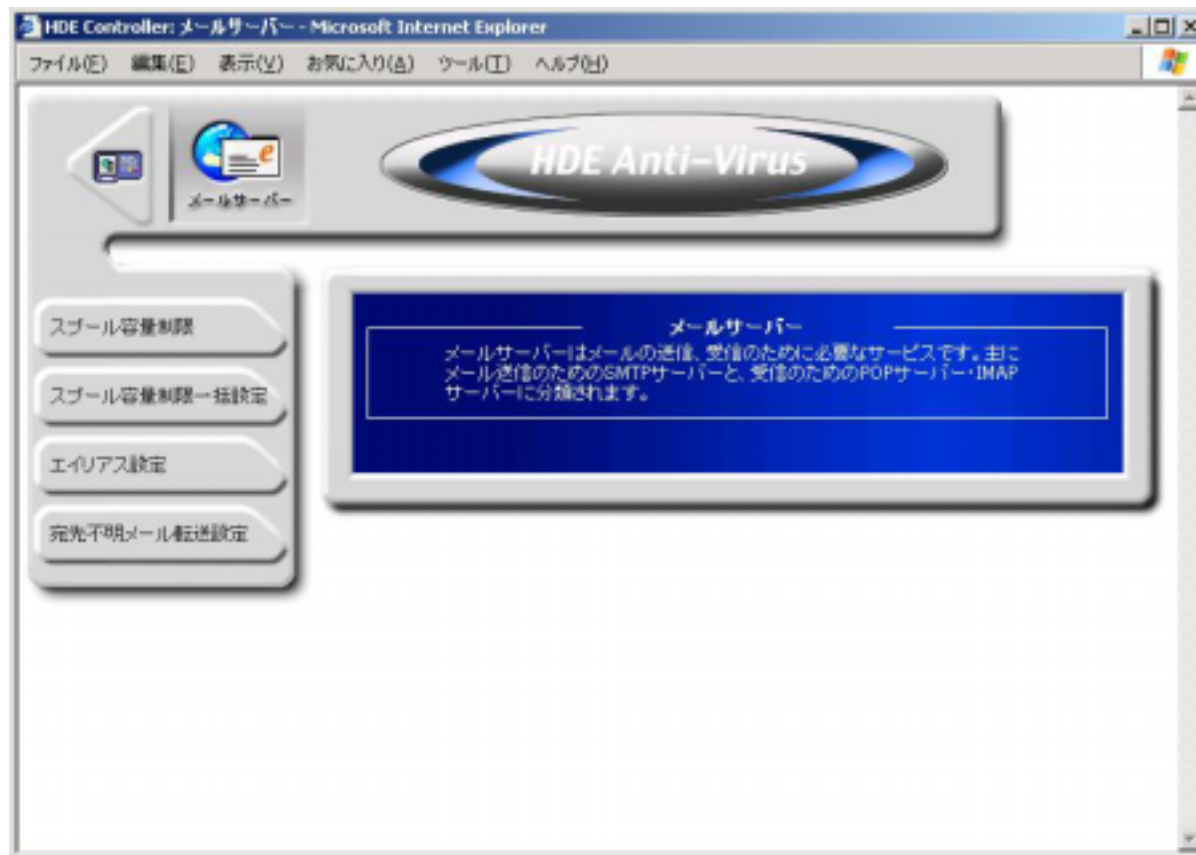 HDE Controller: メールサーバー - Microsoft Internet Explorer
ファイル(F) 編集(E) 表示(V) お気に入り(A) ツール(T) ヘルプ(H)
メールサーバー
HDE Anti-Virus
スプール容量制限
スプール容量制限一括設定
エイリアス設定
宛先不明メール転送設定
メールサーバー
メールサーバーはメールの送信、受信のために必要なサービスです。主に
メール送信のためのSMTPサーバーと、受信のためのPOPサーバー・IMAP
サーバーに分類されます。